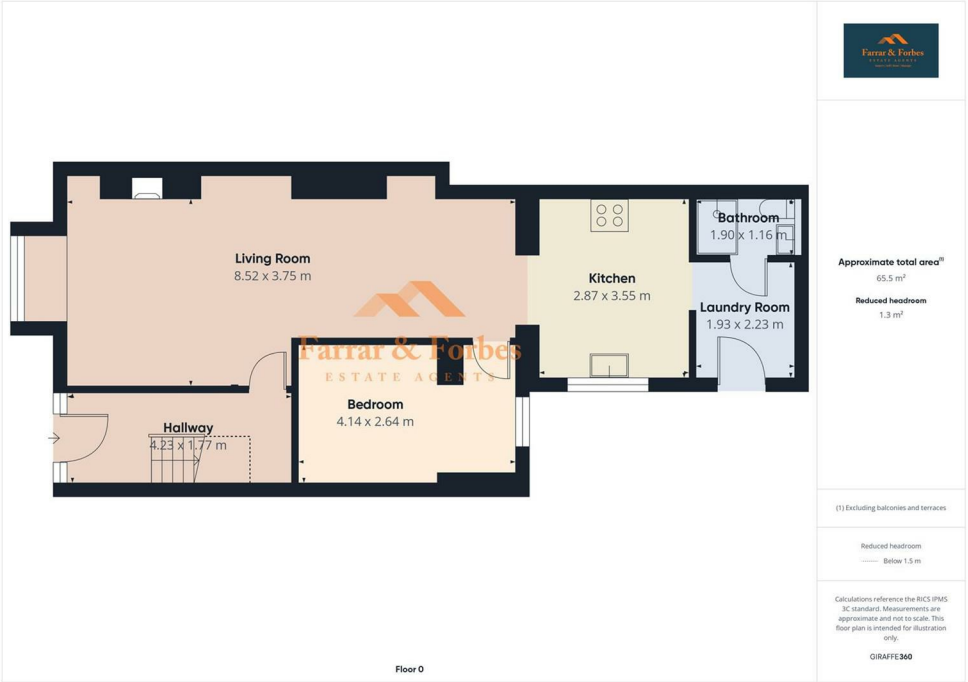 Farrar & Forbes
ESTATE AGENTS
Bathroom
1.90 x 1.16 m
Living Room
8.52 x 3.75 m
Kitchen
2.87 x 3.55 m
Laundry Room
1.93 x 2.23 m
Farrar & Forbes
ESTATE AGENTS
Bedroom
4.14 x 2.64 m
Hallway
4.23 x 1.77 m
Floor 0
Approximate total area(1)
65.5 m²
Reduced headroom
1.3 m²
(1) Excluding balconies and terraces
Reduced headroom
Below 1.5 m
Calculations reference the RICS IPMS
3C standard. Measurements are
approximate and not to scale. This
floor plan is intended for illustration
only.
GIRAFFE360